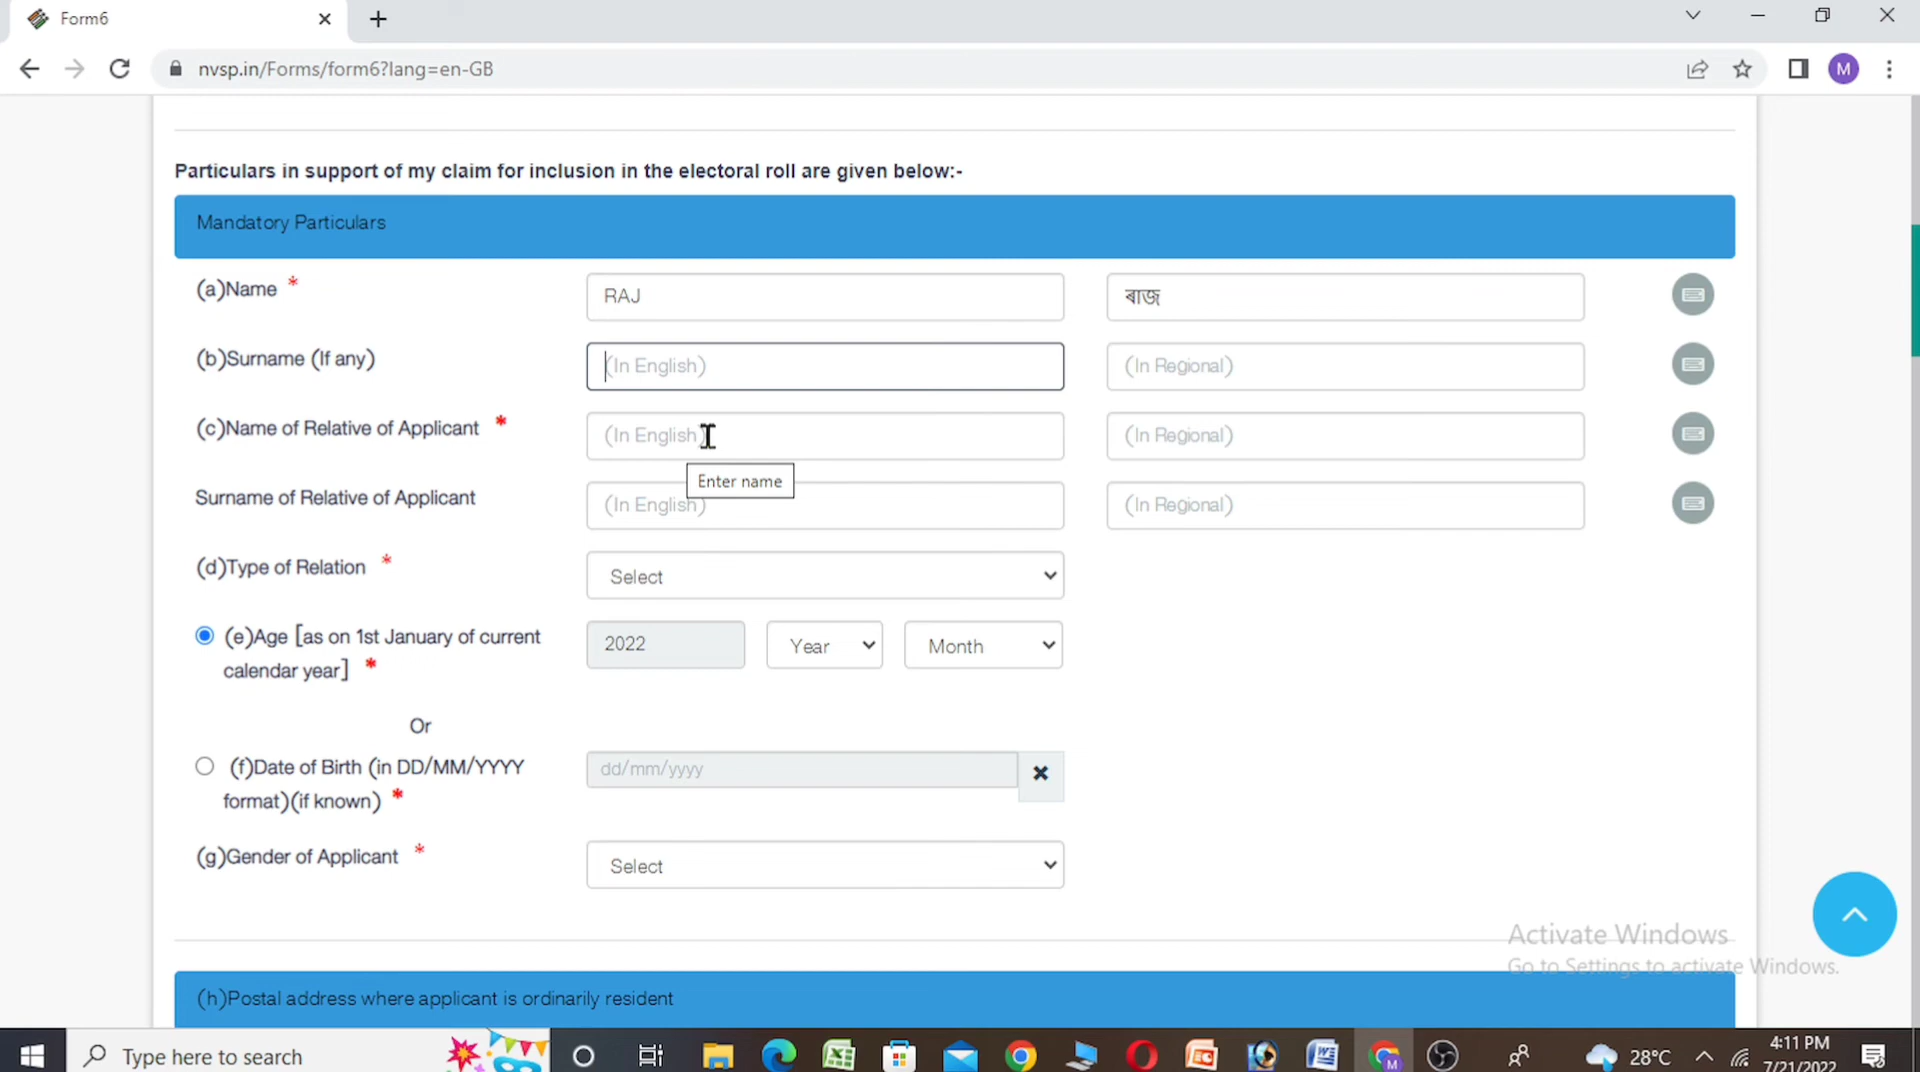 Form6
nvsp.in/Forms/form6?lang=en-GB
M
Particulars in support of my claim for inclusion in the electoral roll are given below:-
Mandatory Particulars
(a)Name *
RAJ
ৰাজ
(b)Surname (If any)
(In English)
(In Regional)
(c)Name of Relative of Applicant *
(In English)
(In Regional)
Enter name
Surname of Relative of Applicant
(In English)
(In Regional)
(d)Type of Relation *
Select
(e)Age [as on 1st January of current
calendar year] *
2022
Year
Month
Or
(f)Date of Birth (in DD/MM/YYYY
format)(if known) *
dd/mm/yyyy
(g)Gender of Applicant *
Select
Activate Windows
Go to Settings to activate Windows.
(h)Postal address where applicant is ordinarily resident
Type here to search
M
28°C
4:11 PM
7/21/2022